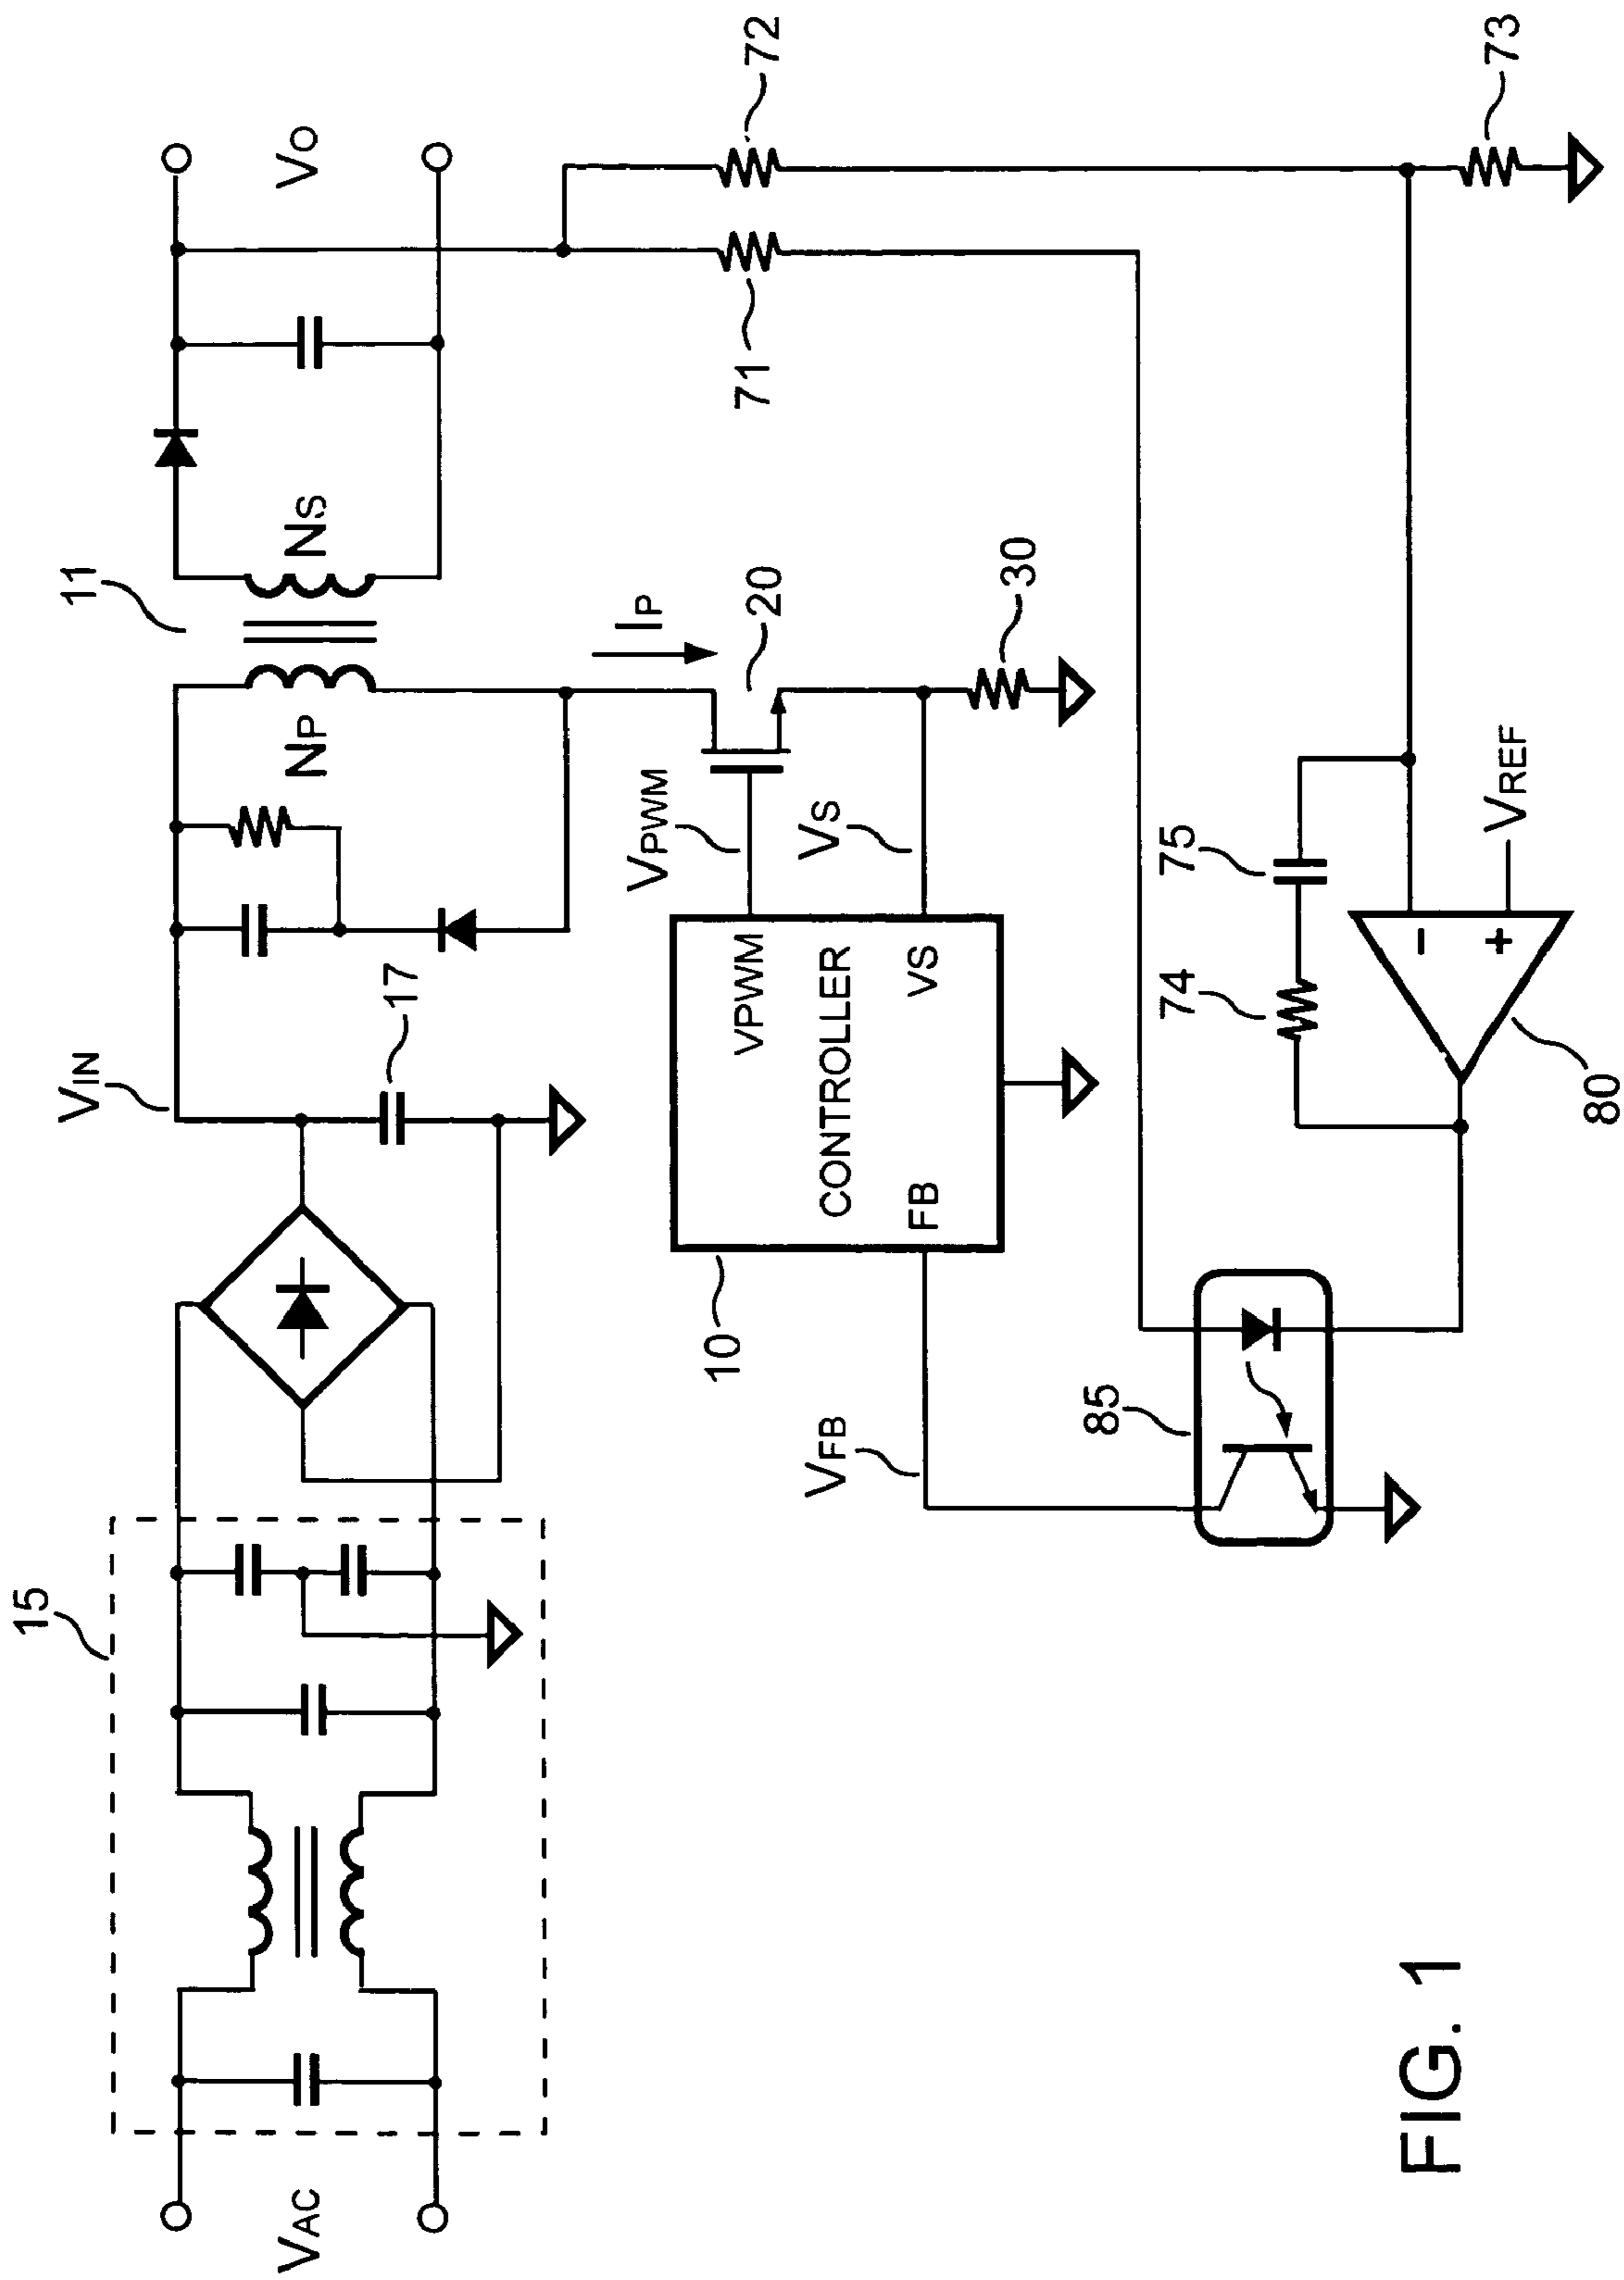 15
VAC
VIN
17
11
NP
NS
VO
IP
VPWM
20
VS
30
10
VPWM
CONTROLLER
VS
FB
VFB
85
71
72
73
74
75
80
VREF
-
+
FIG. 1